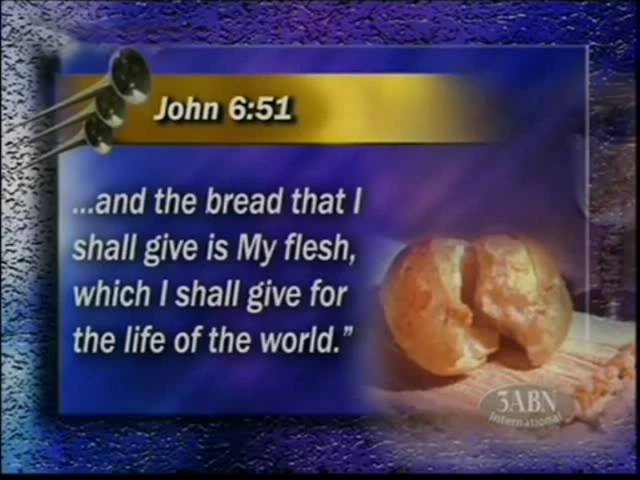 John 6:51
...and the bread that I
shall give is My flesh,
which I shall give for
the life of the world.”
3ABN
International